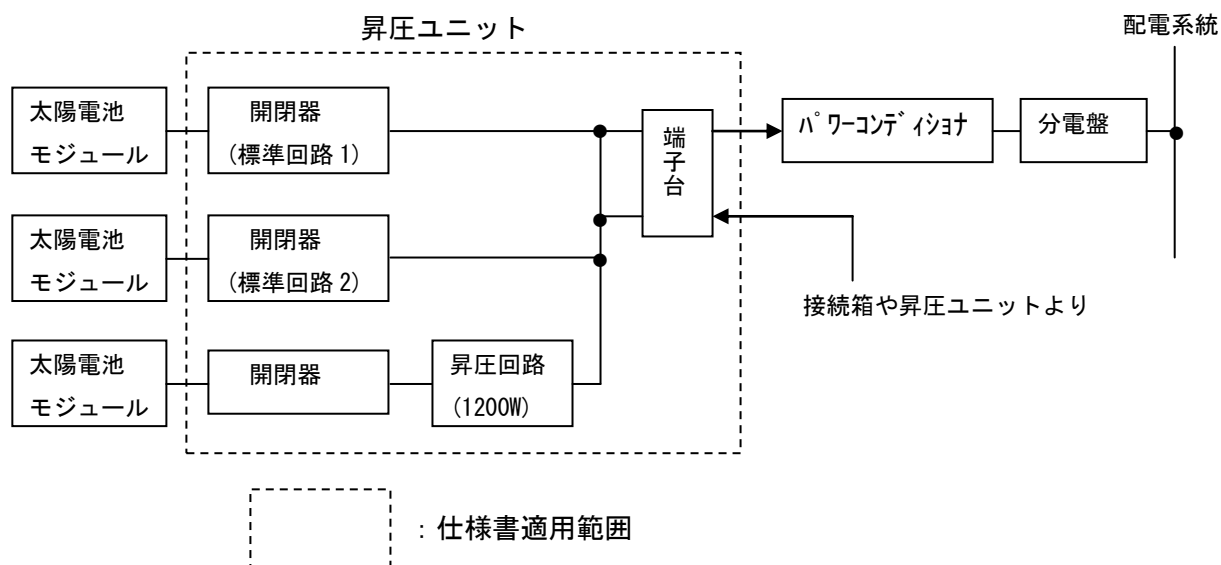 昇圧ユニット
配電系統
太陽電池
モジュール
開閉器
(標準回路 1)
端子台
ﾊﾟﾜｰｺﾝﾃﾞｨｼｮﾅ
分電盤
太陽電池
モジュール
開閉器
(標準回路 2)
接続箱や昇圧ユニットより
太陽電池
モジュール
開閉器
昇圧回路
(1200W)
：仕様書適用範囲